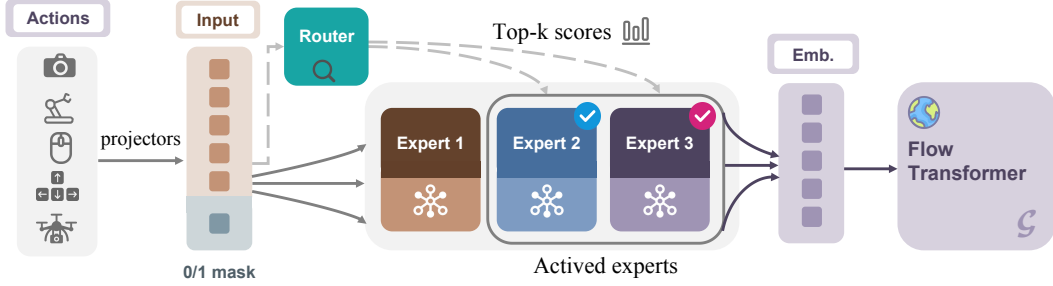 Actions
Input
Router
Top-k scores
Emb.
projectors
Expert 1
Expert 2
Expert 3
Flow
Transformer
𝒢
0/1 mask
Actived experts